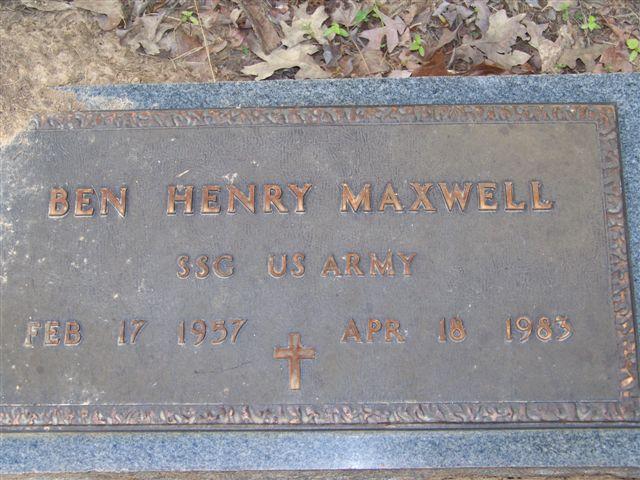 BEN HENRY MAXWELL
SSG US ARMY
FEB 17 1957 APR 18 1983